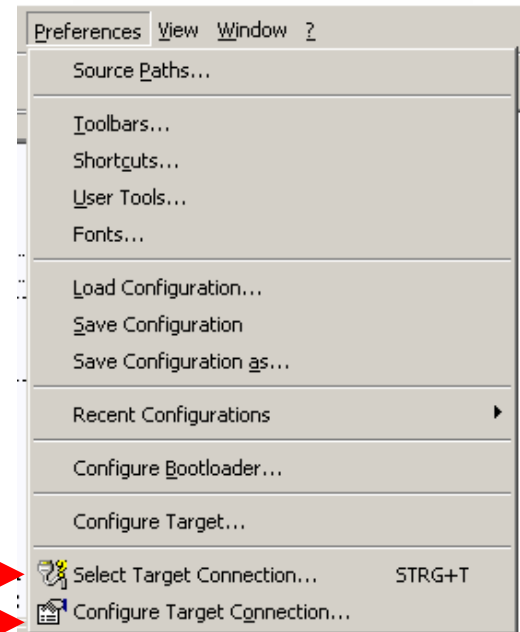 Preferences View Window ?
Source Paths...
Toolbars...
Shortcuts...
User Tools...
Fonts...
Load Configuration...
Save Configuration
Save Configuration as...
Recent Configurations
Configure Bootloader...
Configure Target...
Select Target Connection... STRG+T
Configure Target Connection...